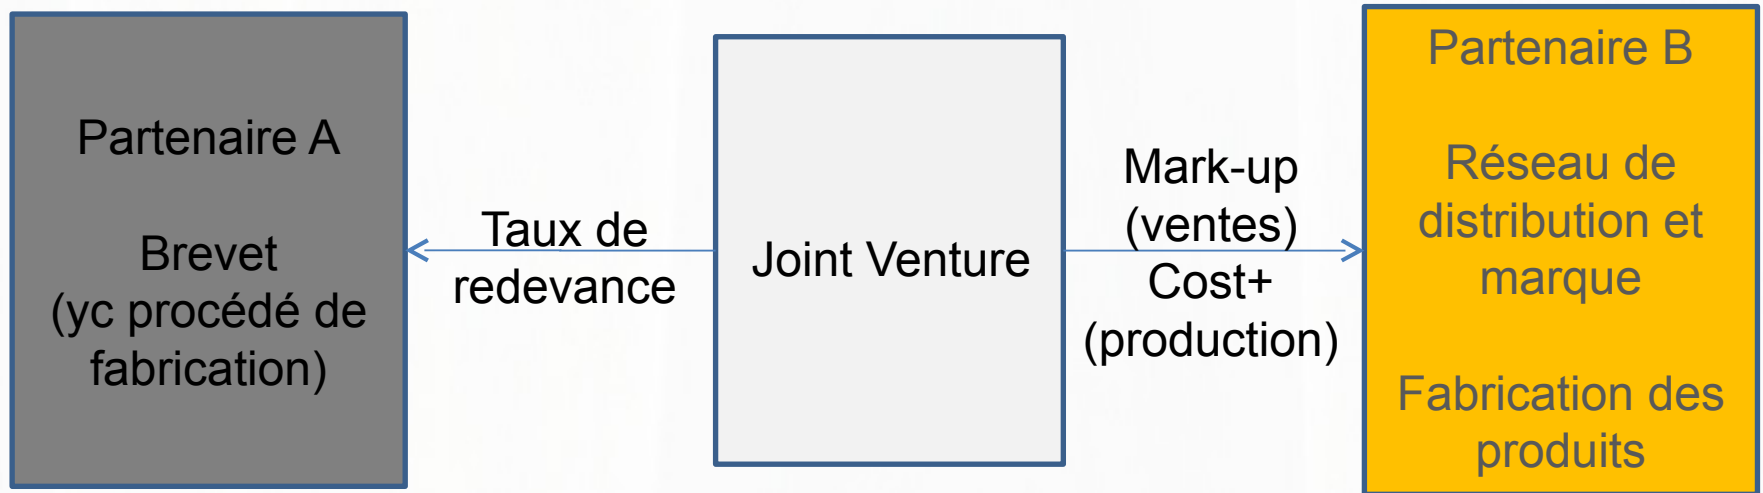 Partenaire A
Brevet
(yc procédé de
fabrication)
Taux de
redevance
Joint Venture
Mark-up
(ventes)
Cost+
(production)
Partenaire B
Réseau de
distribution et
marque
Fabrication des
produits